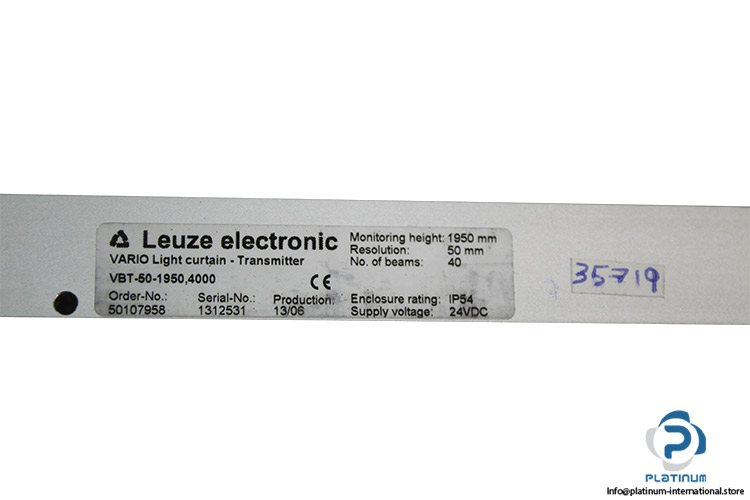 Leuze electronic
VARIO Light curtain - Transmitter
VBT-50-1950,4000
CE
Order-No.: Serial-No.: Production:
50107958 1312531 13/06
Monitoring height: 1950 mm
Resolution: 50 mm
No. of beams: 40
Enclosure rating: IP54
Supply voltage: 24VDC
35719
PLATINUM
Info@platinum-international.store